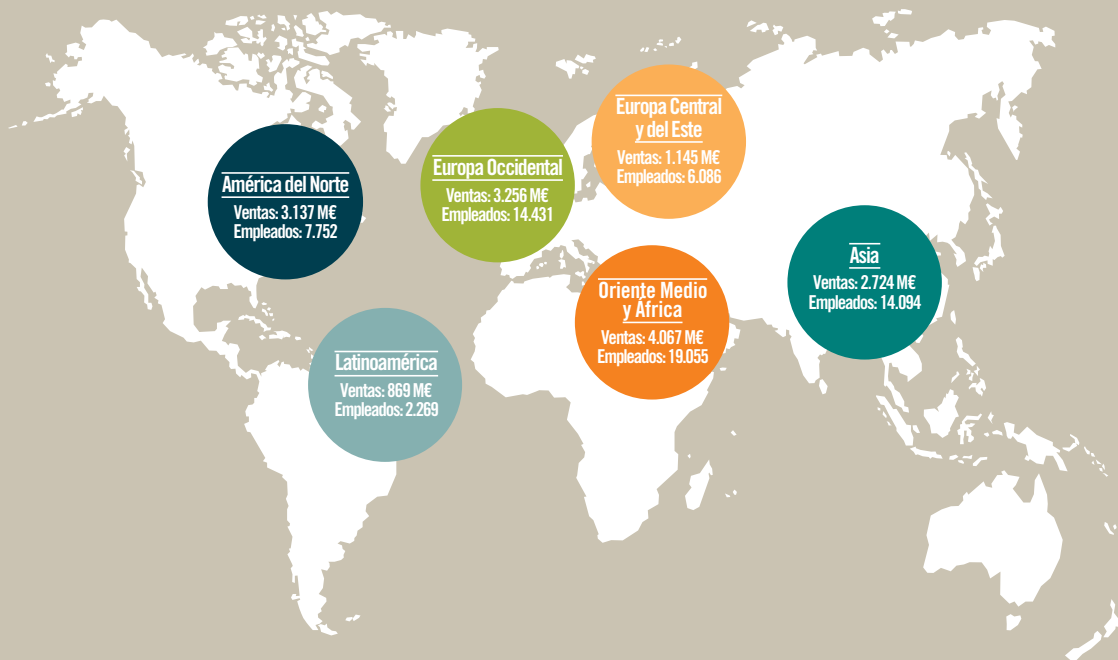 América del Norte
Ventas: 3.137 M€
Empleados: 7.752
Europa Occidental
Ventas: 3.256 M€
Empleados: 14.431
Europa Central
y del Este
Ventas: 1.145 M€
Empleados: 6.086
Latinoamérica
Ventas: 869 M€
Empleados: 2.269
Oriente Medio
y África
Ventas: 4.067 M€
Empleados: 19.055
Asia
Ventas: 2.724 M€
Empleados: 14.094